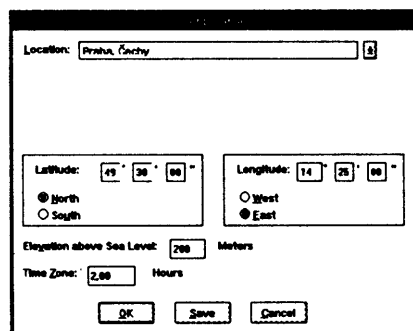 Location: Praha, Čechy
Latitude: 49 ° 30 ' 00 "
North
South
Longitude: 14 ° 25 ' 00 "
West
East
Elevation above Sea Level: 200 Meters
Time Zone: 2,00 Hours
OK Save Cancel